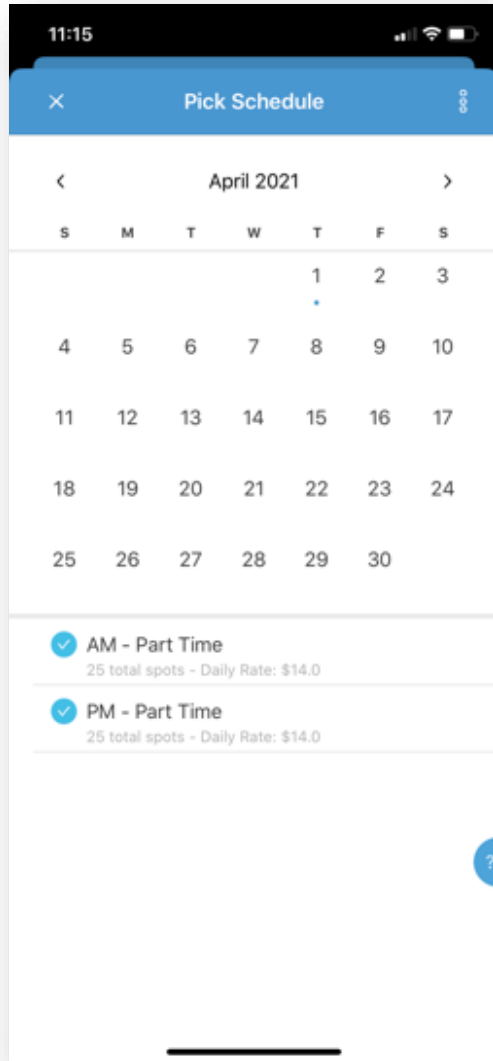 11:15
Pick Schedule
April 2021
S M T W T F S
1 2 3
4 5 6 7 8 9 10
11 12 13 14 15 16 17
18 19 20 21 22 23 24
25 26 27 28 29 30
AM - Part Time
25 total spots - Daily Rate: $14.0
PM - Part Time
25 total spots - Daily Rate: $14.0
?